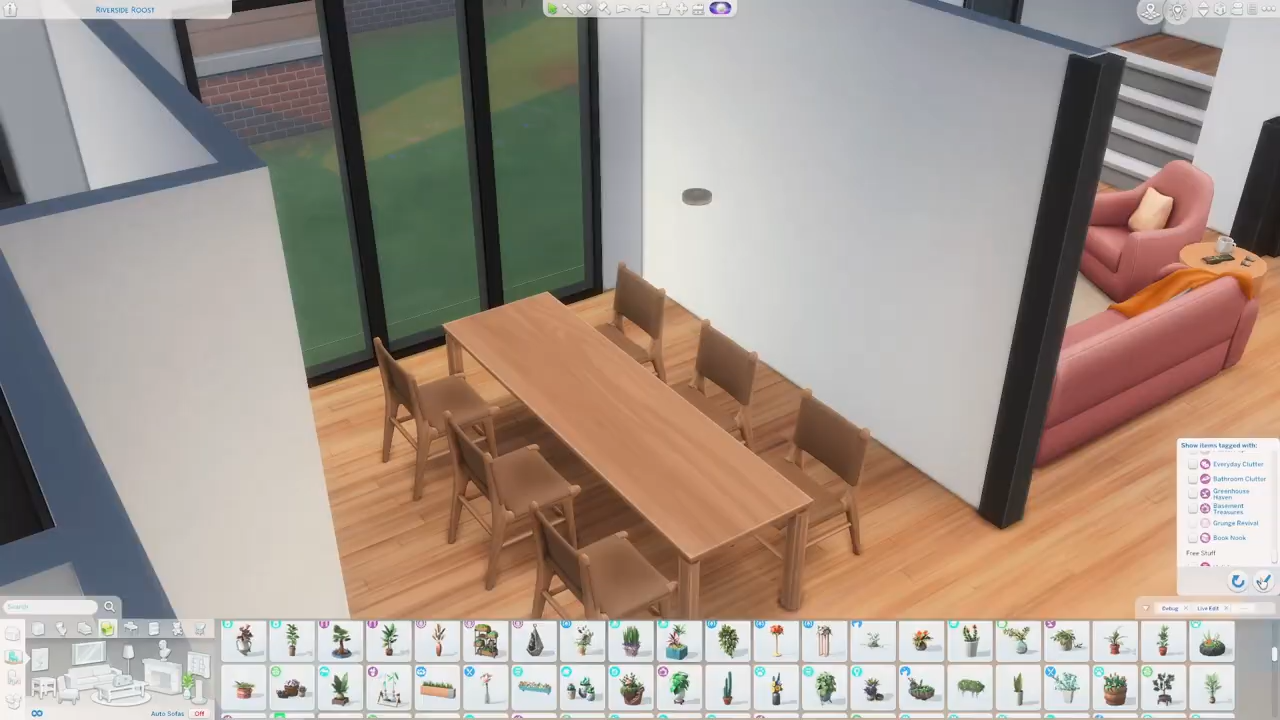 Riverside Roost
Show items tagged with:
Everyday Clutter
Bathroom Clutter
Greenhouse
Haven
Basement
Treasures
Grunge Revival
Book Nook
Free Stuff
Debug
Live Edit
Search
Auto Sofas
Off